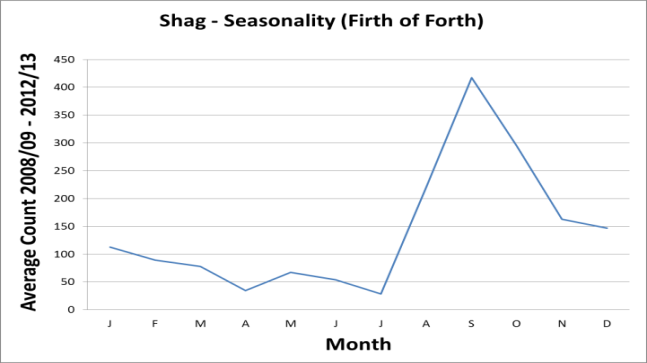 Shag - Seasonality (Firth of Forth)
Average Count 2008/09 - 2012/13
450
400
350
300
250
200
150
100
50
0
J F M A M J J A S O N D
Month